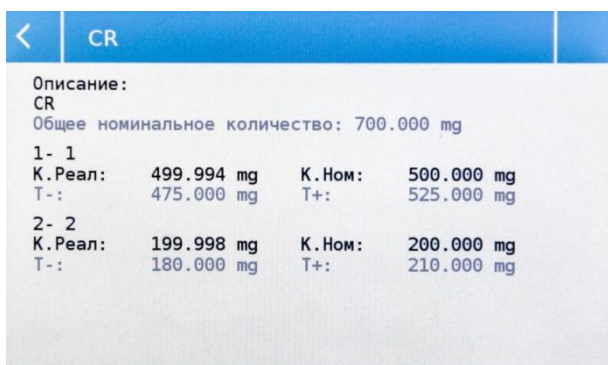 CR
Описание:
CR
Общее номинальное количество: 700.000 mg
1- 1
К.Реал: 499.994 mg К.Ном: 500.000 mg
Т-: 475.000 mg Т+: 525.000 mg
2- 2
К.Реал: 199.998 mg К.Ном: 200.000 mg
Т-: 180.000 mg Т+: 210.000 mg